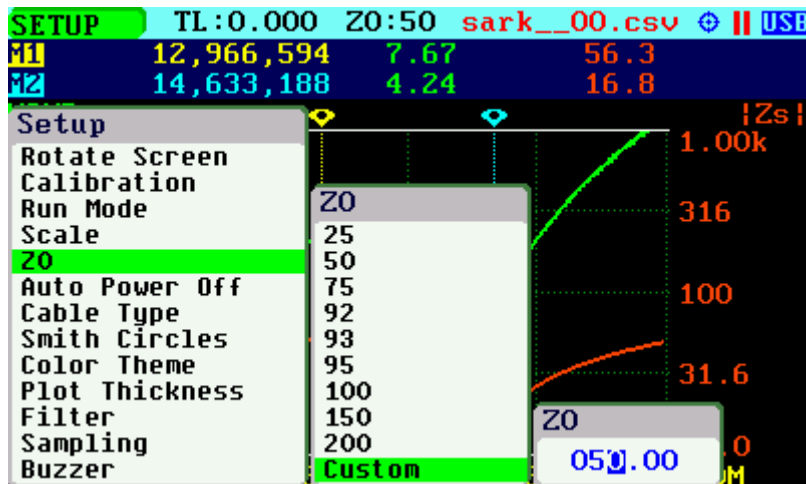 SETUP TL:0.000 Z0:50 sark__00.csv USB
M1 12,966,594 7.67 56.3
M2 14,633,188 4.24 16.8
|Zs|
Setup
Rotate Screen
Calibration
Run Mode
Scale
Z0
Auto Power Off
Cable Type
Smith Circles
Color Theme
Plot Thickness
Filter
Sampling
Buzzer
Z0
25
50
75
92
93
95
100
150
200
Custom
Z0
050.00
1.00k
316
100
31.6
.0